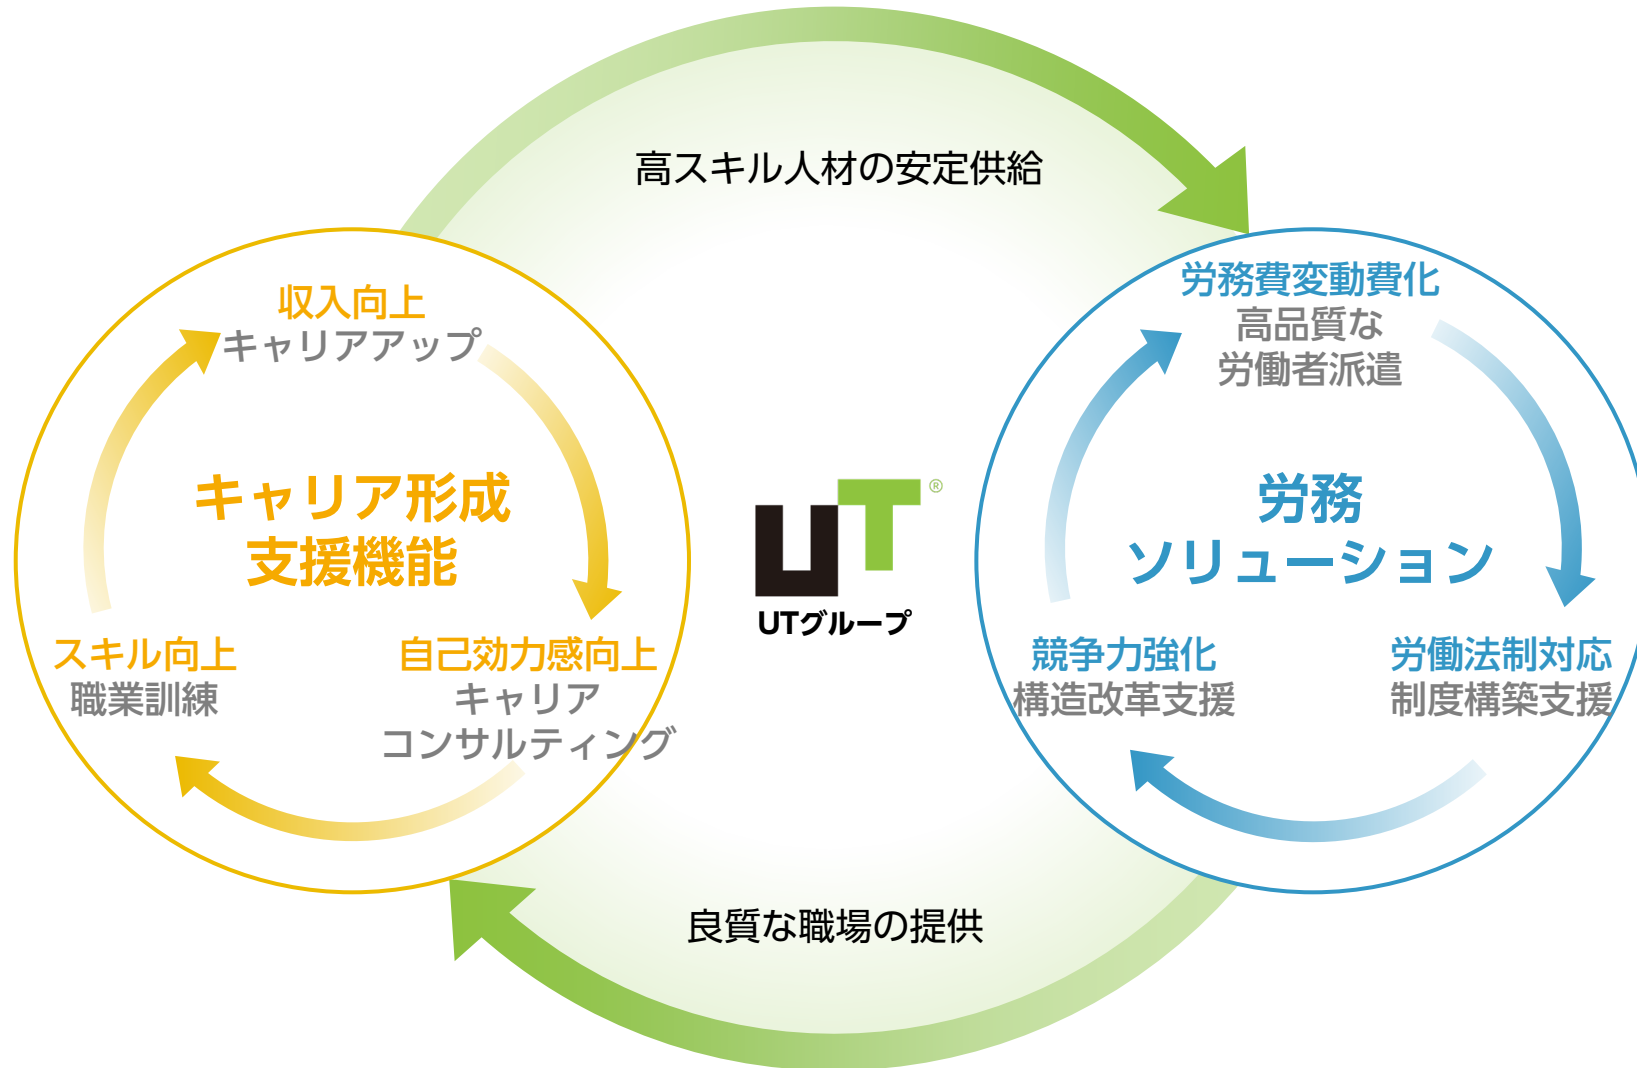 高スキル人材の安定供給
収入向上
キャリアアップ
キャリア形成
支援機能
スキル向上
職業訓練
自己効力感向上
キャリア
コンサルティング
UT®
UTグループ
労務費変動費化
高品質な
労働者派遣
労務
ソリューション
競争力強化
構造改革支援
労働法制対応
制度構築支援
良質な職場の提供